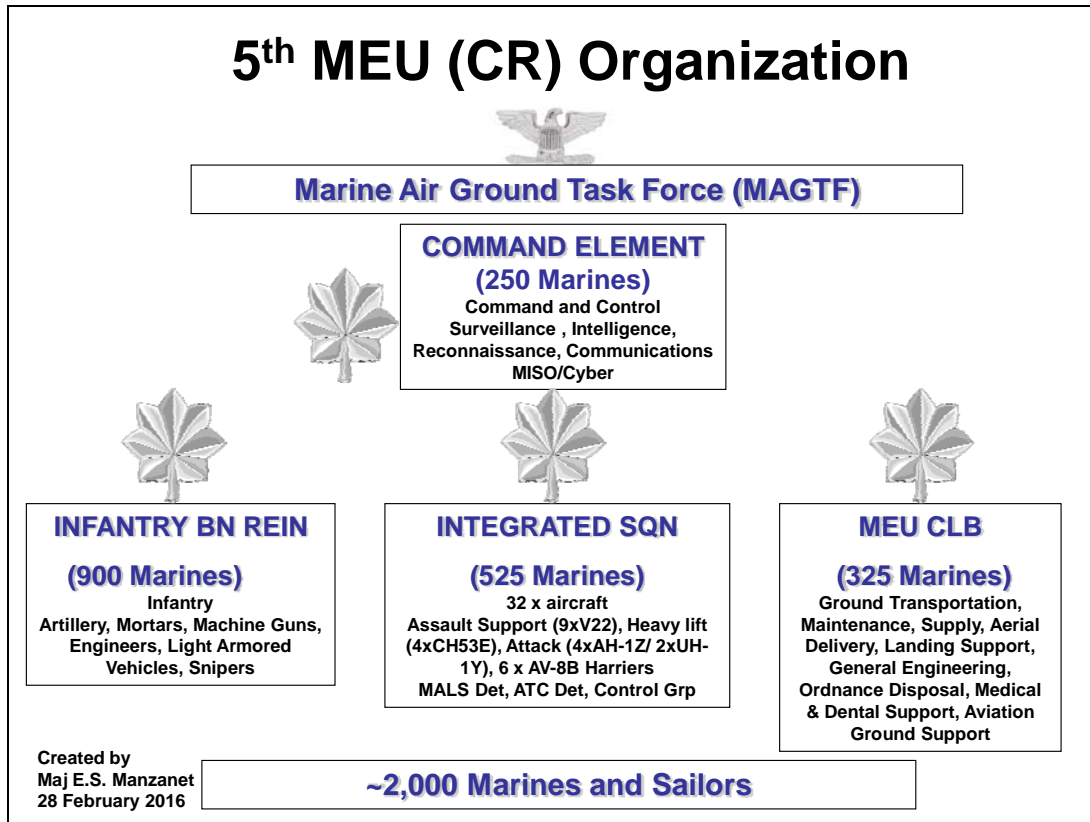 5th MEU (CR) Organization
Marine Air Ground Task Force (MAGTF)
COMMAND ELEMENT
(250 Marines)
Command and Control
Surveillance , Intelligence,
Reconnaissance, Communications
MISO/Cyber
INFANTRY BN REIN
(900 Marines)
Infantry
Artillery, Mortars, Machine Guns,
Engineers, Light Armored
Vehicles, Snipers
INTEGRATED SQN
(525 Marines)
32 x aircraft
Assault Support (9xV22), Heavy lift
(4xCH53E), Attack (4xAH-1Z/ 2xUH-
1Y), 6 x AV-8B Harriers
MALS Det, ATC Det, Control Grp
MEU CLB
(325 Marines)
Ground Transportation,
Maintenance, Supply, Aerial
Delivery, Landing Support,
General Engineering,
Ordnance Disposal, Medical
& Dental Support, Aviation
Ground Support
Created by
Maj E.S. Manzanet
28 February 2016
~2,000 Marines and Sailors